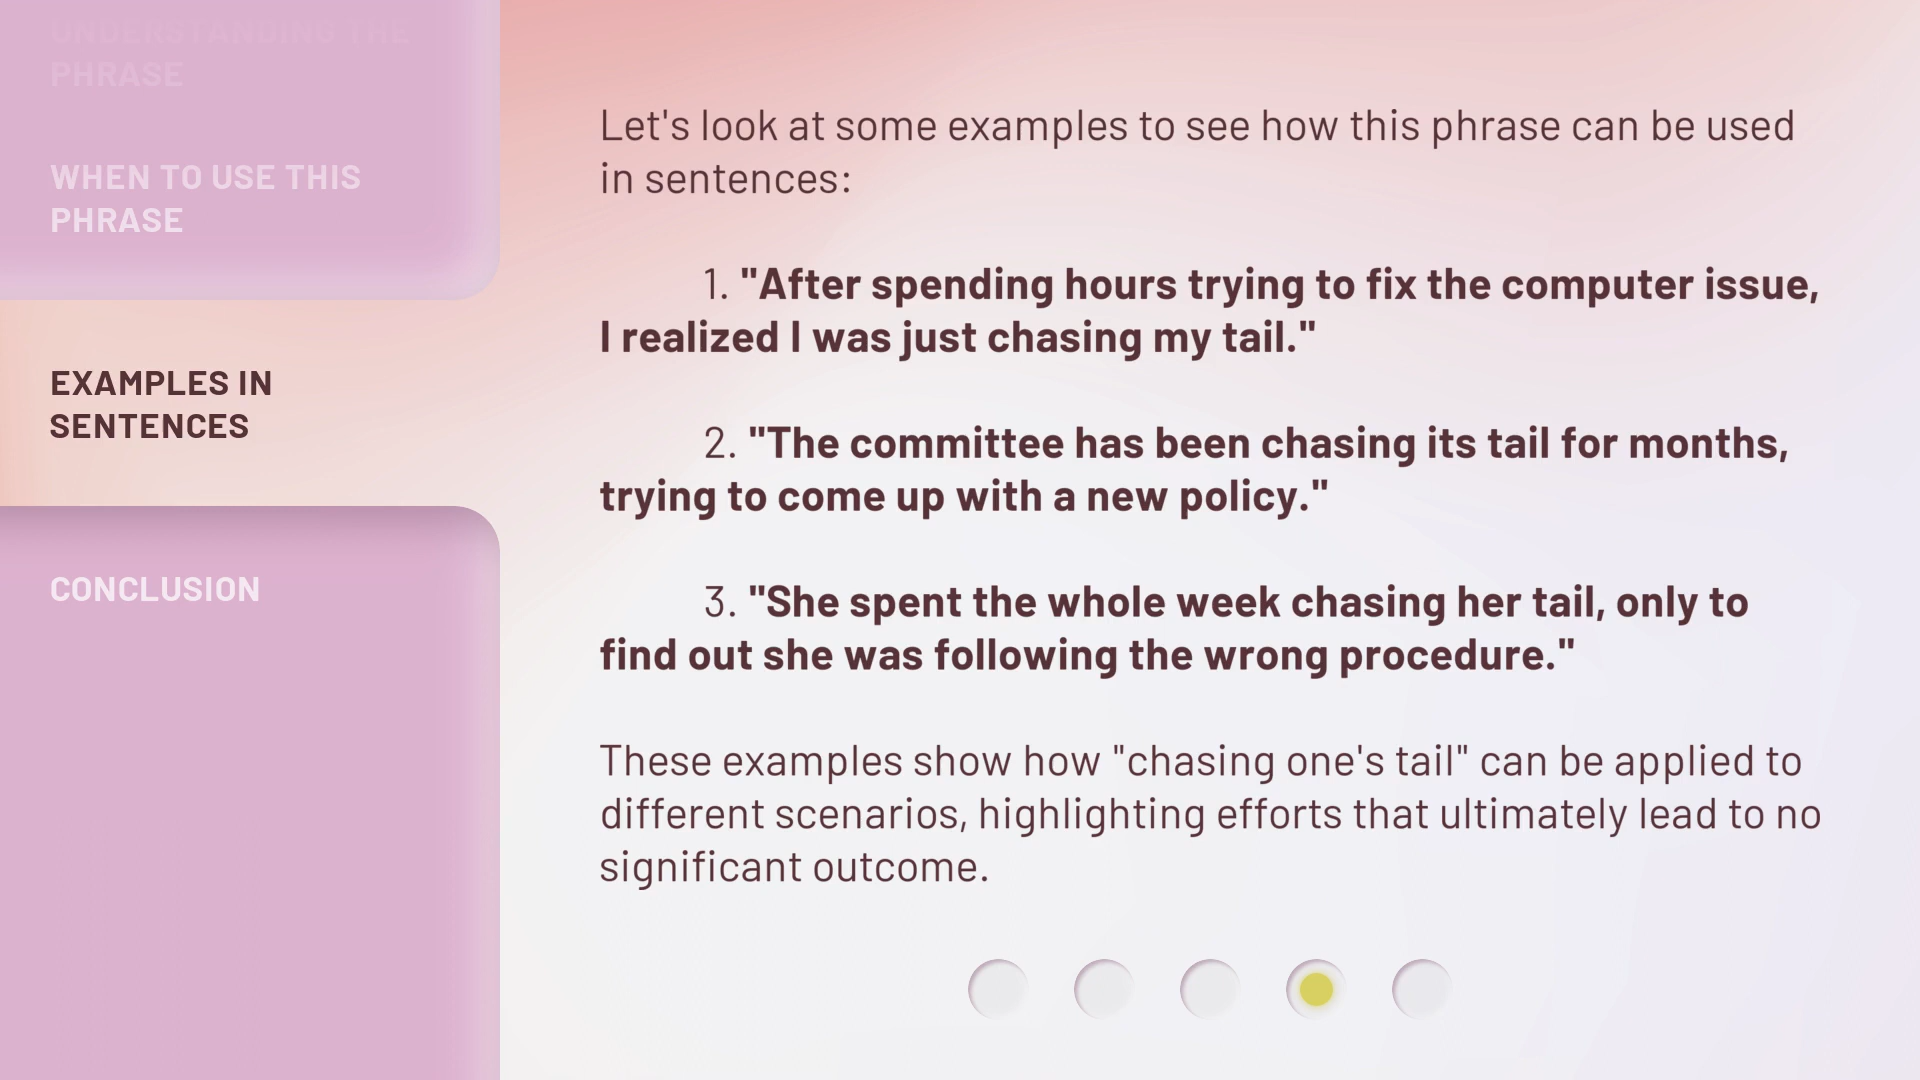 UNDERSTANDING THE
PHRASE
WHEN TO USE THIS
PHRASE
EXAMPLES IN
SENTENCES
CONCLUSION
Let's look at some examples to see how this phrase can be used
in sentences:
1. "After spending hours trying to fix the computer issue,
I realized I was just chasing my tail."
2. "The committee has been chasing its tail for months,
trying to come up with a new policy."
3. "She spent the whole week chasing her tail, only to
find out she was following the wrong procedure."
These examples show how "chasing one's tail" can be applied to
different scenarios, highlighting efforts that ultimately lead to no
significant outcome.